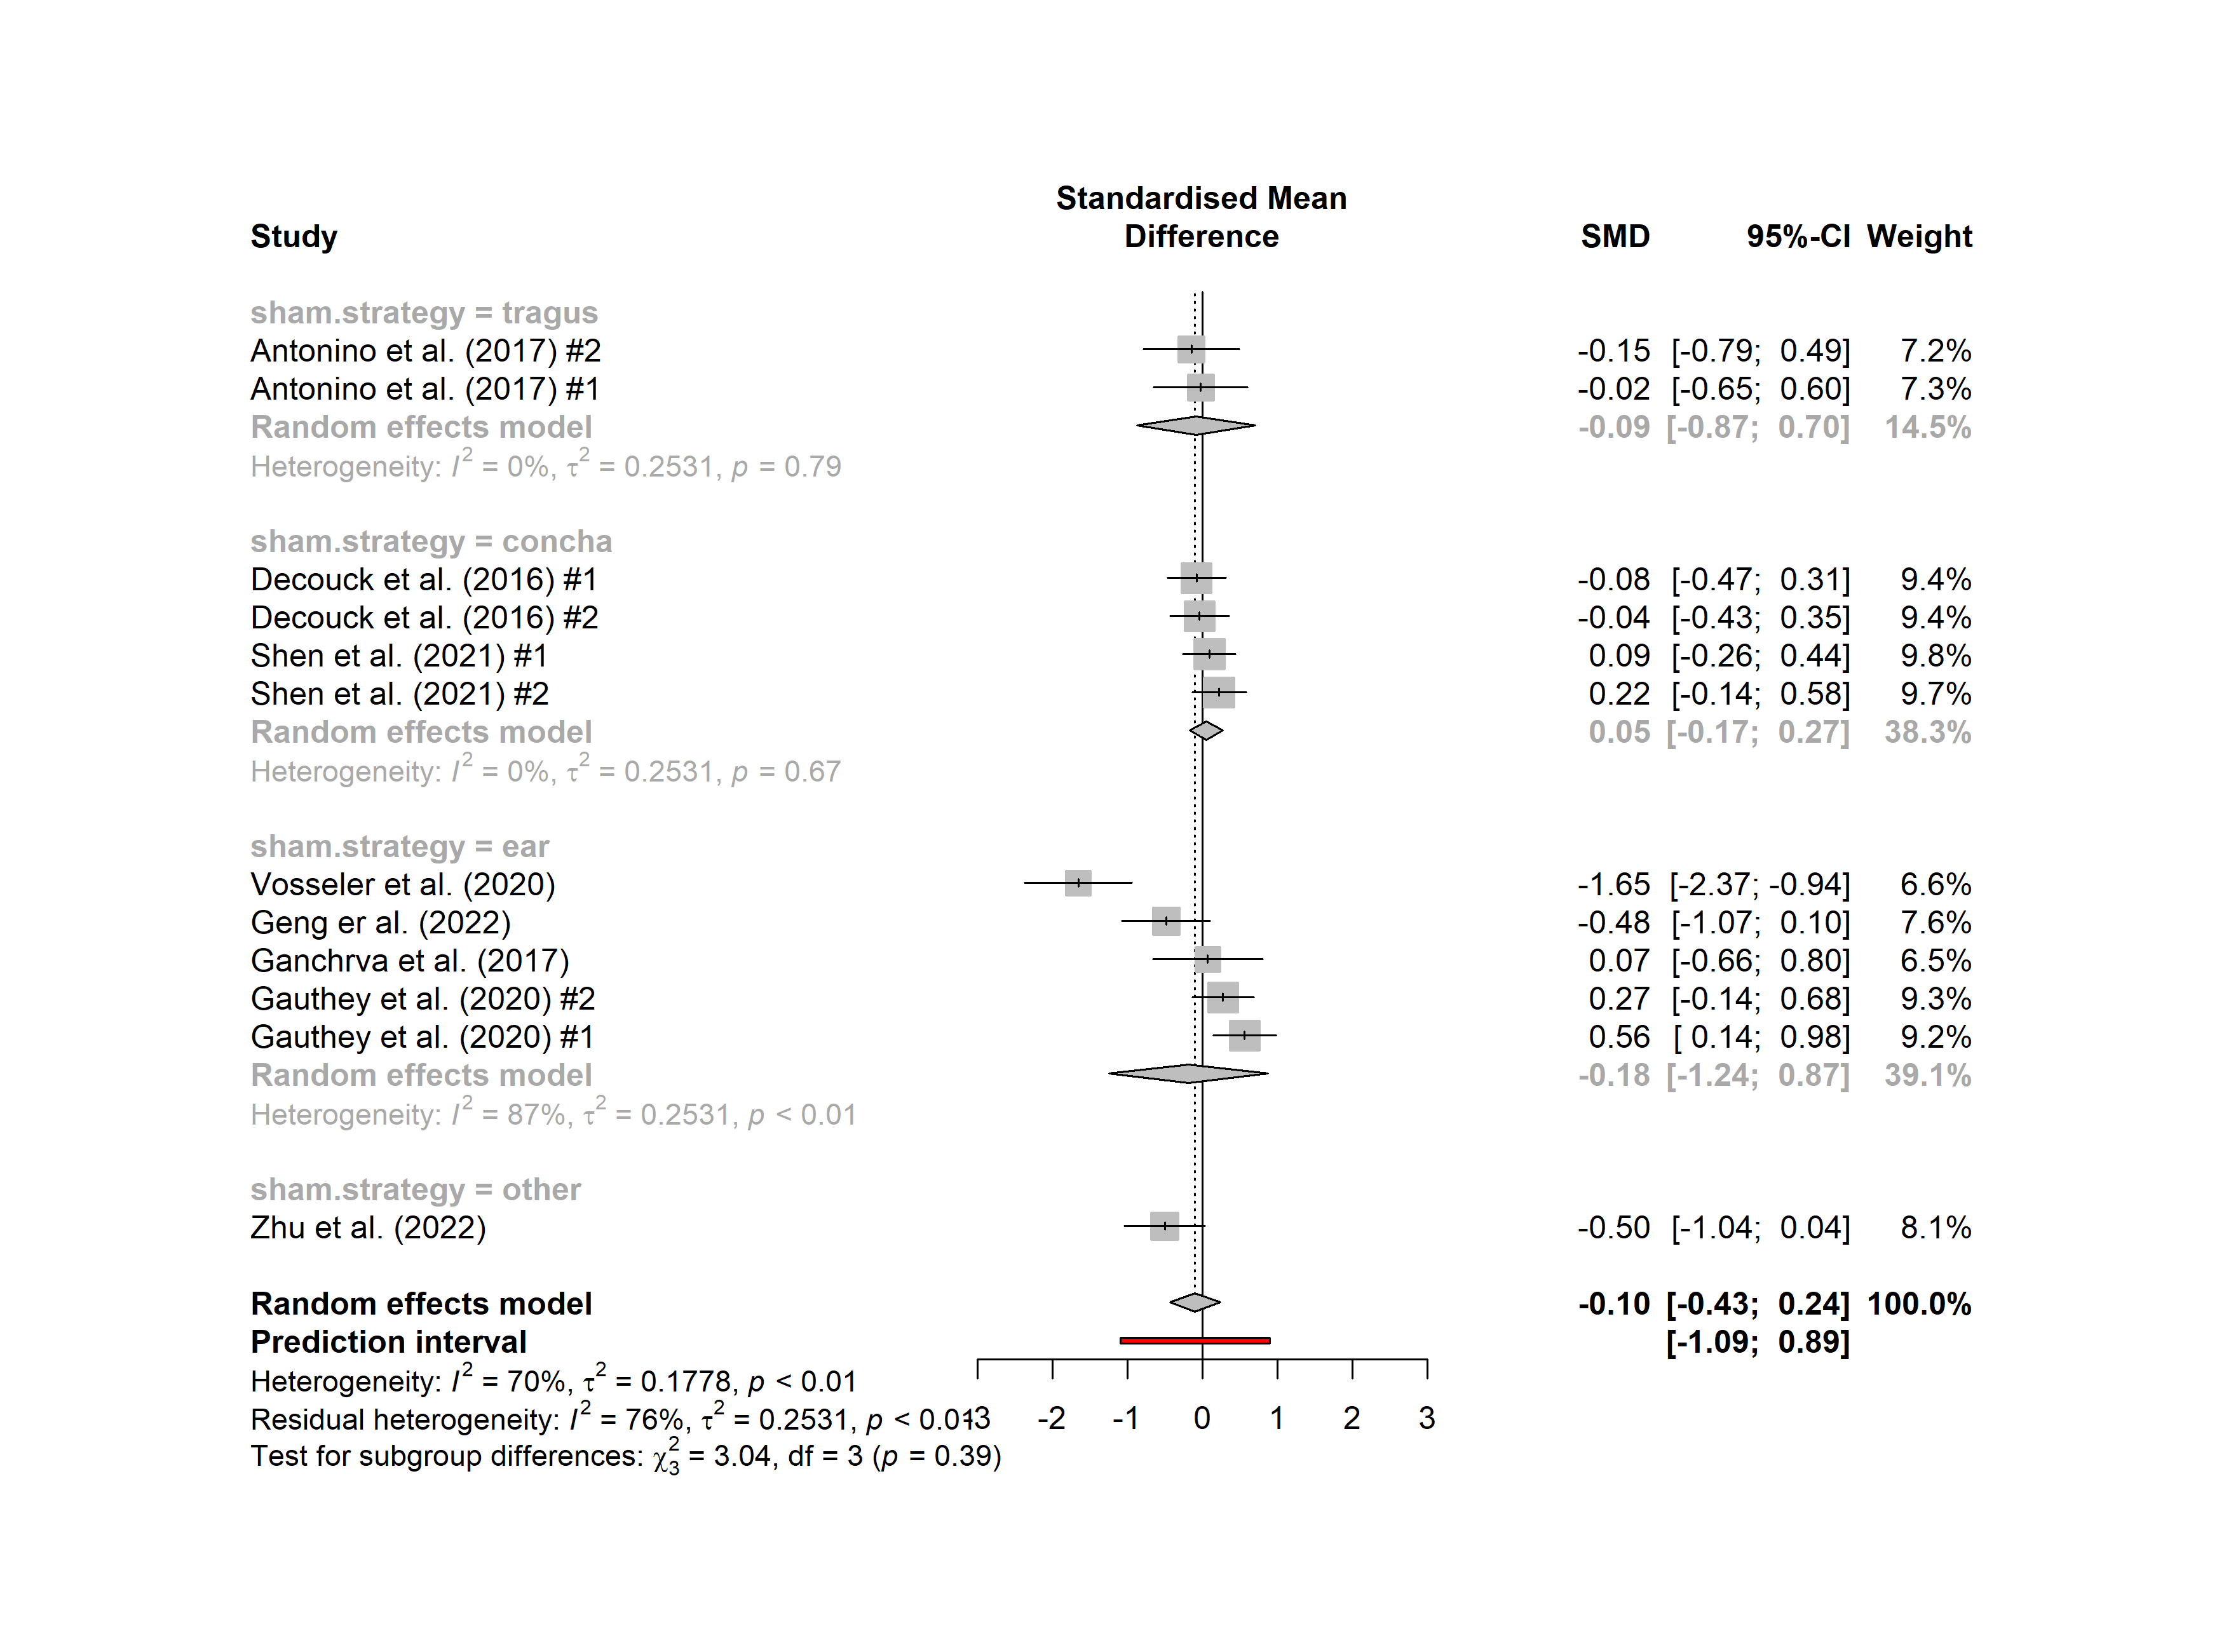 Standardised Mean
Study Difference SMD 95%-CI Weight
sham.strategy = tragus
Antonino et al. (2017) #2 -0.15 [-0.79; 0.49] 7.2%
Antonino et al. (2017) #1 -0.02 [-0.65; 0.60] 7.3%
Random effects model -0.09 [-0.87; 0.70] 14.5%
Heterogeneity: I² = 0%, τ² = 0.2531, p = 0.79
sham.strategy = concha
Decouck et al. (2016) #1 -0.08 [-0.47; 0.31] 9.4%
Decouck et al. (2016) #2 -0.04 [-0.43; 0.35] 9.4%
Shen et al. (2021) #1 0.09 [-0.26; 0.44] 9.8%
Shen et al. (2021) #2 0.22 [-0.14; 0.58] 9.7%
Random effects model 0.05 [-0.17; 0.27] 38.3%
Heterogeneity: I² = 0%, τ² = 0.2531, p = 0.67
sham.strategy = ear
Vosseler et al. (2020) -1.65 [-2.37; -0.94] 6.6%
Geng er al. (2022) -0.48 [-1.07; 0.10] 7.6%
Ganchrva et al. (2017) 0.07 [-0.66; 0.80] 6.5%
Gauthey et al. (2020) #2 0.27 [-0.14; 0.68] 9.3%
Gauthey et al. (2020) #1 0.56 [ 0.14; 0.98] 9.2%
Random effects model -0.18 [-1.24; 0.87] 39.1%
Heterogeneity: I² = 87%, τ² = 0.2531, p < 0.01
sham.strategy = other
Zhu et al. (2022) -0.50 [-1.04; 0.04] 8.1%
Random effects model -0.10 [-0.43; 0.24] 100.0%
Prediction interval [-1.09; 0.89]
Heterogeneity: I² = 70%, τ² = 0.1778, p < 0.01
Residual heterogeneity: I² = 76%, τ² = 0.2531, p < 0.01 -3 -2 -1 0 1 2 3
Test for subgroup differences: χ²₃ = 3.04, df = 3 (p = 0.39)